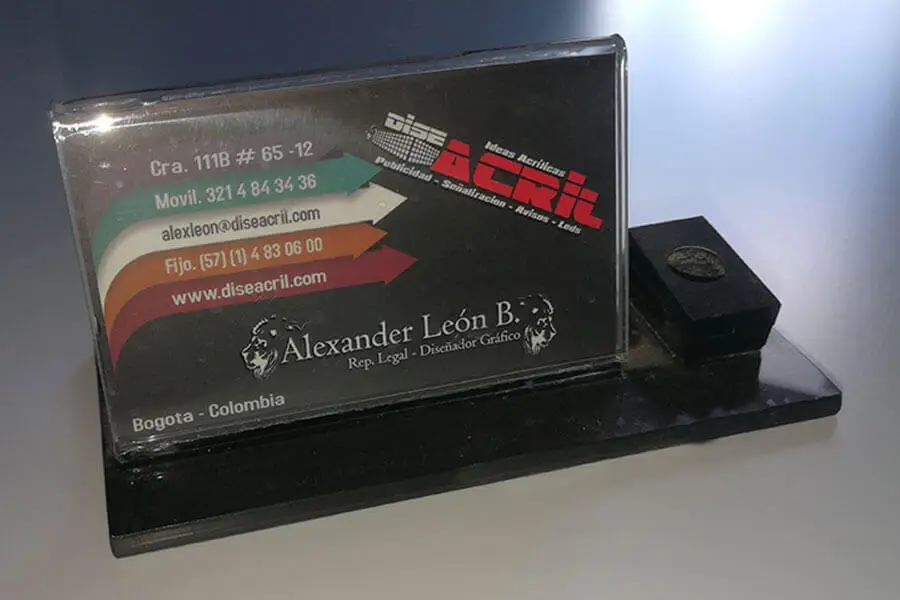 Cra. 111B # 65 -12
Movil. 321 4 84 34 36
alexleon@diseacril.com
Fijo. (57) (1) 4 83 06 00
www.diseacril.com
DISE
Ideas Acrílicas
ACRIL
Publicidad - Señalizacion - Avisos - Leds
Alexander León B.
Rep. Legal - Diseñador Gráfico
Bogota - Colombia